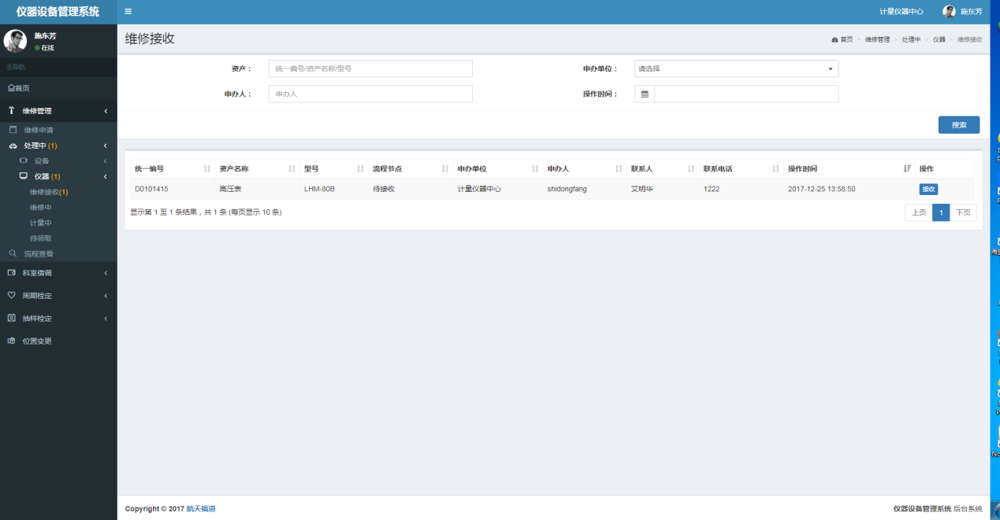 仪器设备管理系统
计量仪器中心 施东芳
施东芳
在线
主导航
首页
维修管理
维修申请
处理中 (1)
设备
仪器 (1)
维修接收(1)
维修中
计量中
待领取
流程查看
科室借调
周期检定
抽样检定
位置变更
维修接收
首页 > 维修管理 > 处理中 > 仪器 > 维修接收
资产： 统一编号/资产名称/型号 申办单位： 请选择
申办人： 申办人 操作时间：
搜索
统一编号 资产名称 型号 流程节点 申办单位 申办人 联系人 联系电话 操作时间 操作
D0101415 高压表 LHM-80B 待接收 计量仪器中心 shidongfang 艾明华 1222 2017-12-25 13:58:50 接收
显示第 1 至 1 条结果，共 1 条 (每页显示 10 条) 上页 1 下页
Copyright © 2017 航天福道 仪器设备管理系统 后台系统